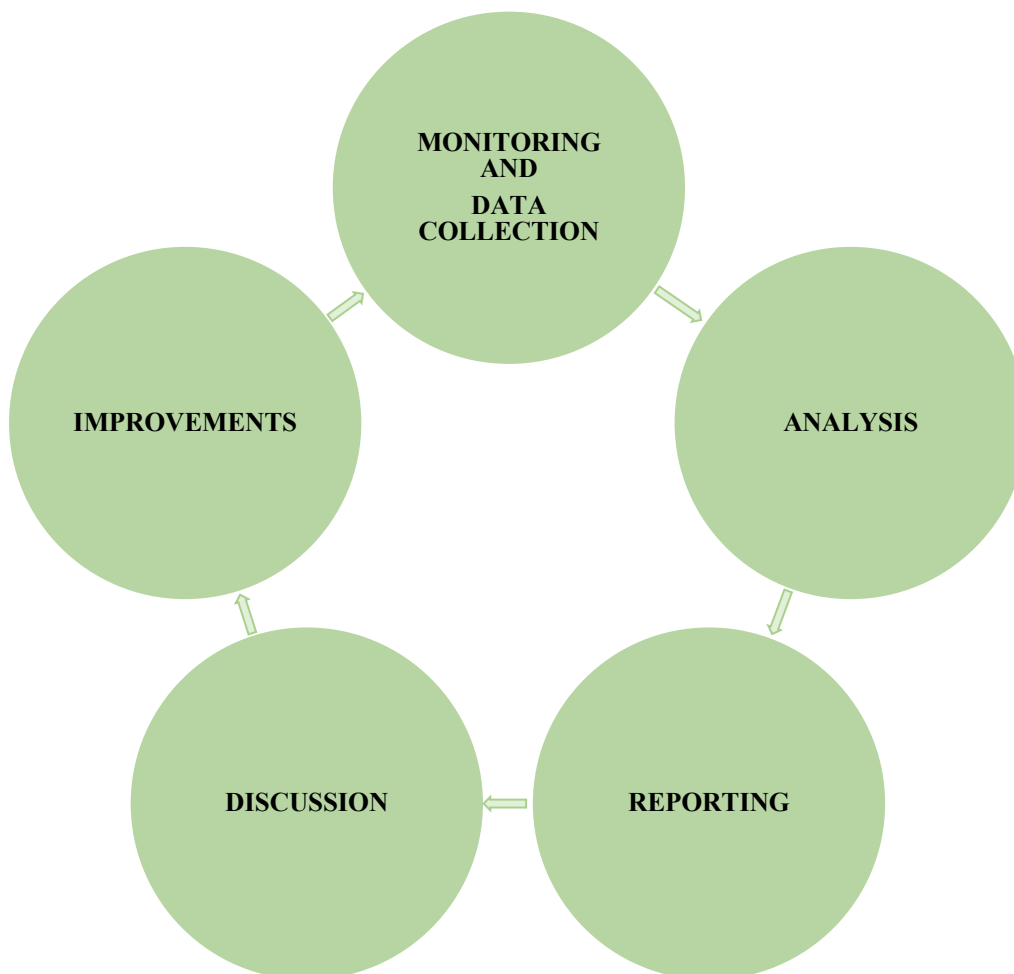 MONITORING
AND
DATA
COLLECTION
ANALYSIS
REPORTING
DISCUSSION
IMPROVEMENTS